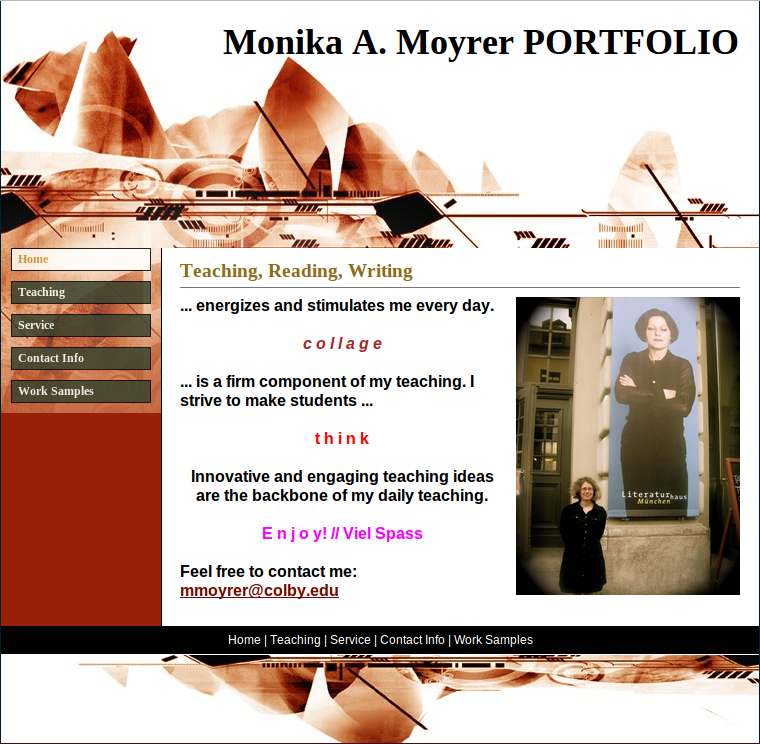 Monika A. Moyrer PORTFOLIO
Home
Teaching
Service
Contact Info
Work Samples
Teaching, Reading, Writing
... energizes and stimulates me every day.
c o l l a g e
... is a firm component of my teaching. I
strive to make students ...
t h i n k
Innovative and engaging teaching ideas
are the backbone of my daily teaching.
E n j o y! // Viel Spass
Feel free to contact me:
mmoyrer@colby.edu
Literaturhaus
München
Home | Teaching | Service | Contact Info | Work Samples